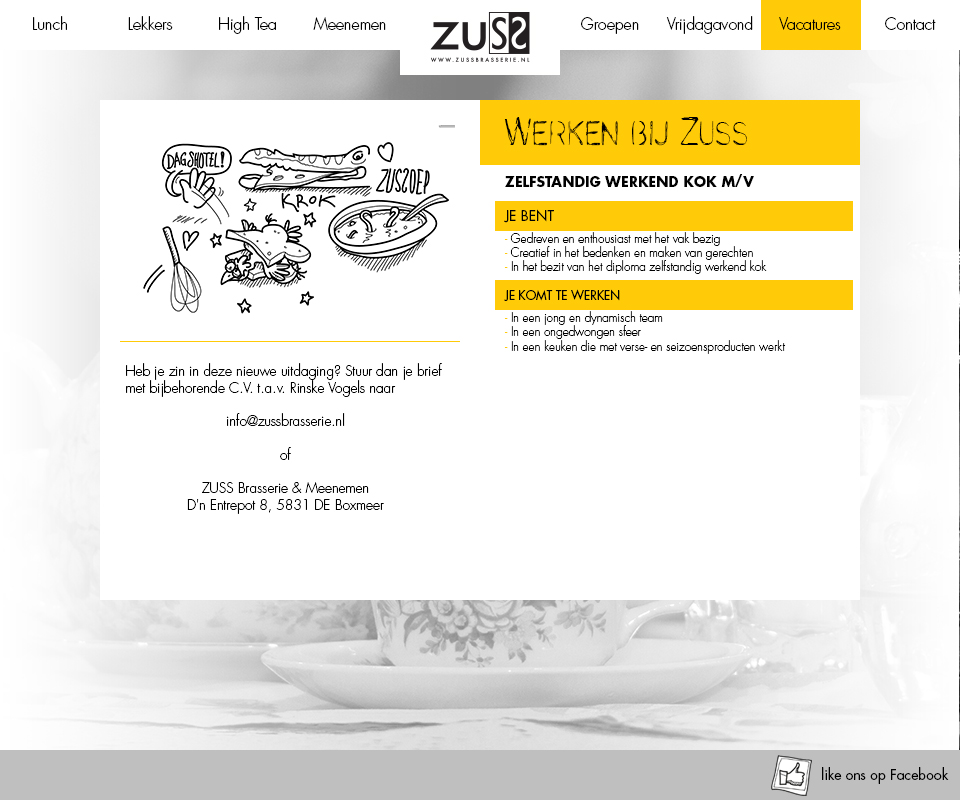 Lunch
Lekkers
High Tea
Meenemen
ZUSS
WWW.ZUSSBRASSERIE.NL
Groepen
Vrijdagavond
Vacatures
Contact
DAGSHOTEL!
KROK
ZUSSOEP
Heb je zin in deze nieuwe uitdaging? Stuur dan je brief
met bijbehorende C.V. t.a.v. Rinske Vogels naar
info@zussbrasserie.nl
of
ZUSS Brasserie & Meenemen
D'n Entrepot 8, 5831 DE Boxmeer
Werken bij Zuss
ZELFSTANDIG WERKEND KOK M/V
JE BENT
- Gedreven en enthousiast met het vak bezig
- Creatief in het bedenken en maken van gerechten
- In het bezit van het diploma zelfstandig werkend kok
JE KOMT TE WERKEN
- In een jong en dynamisch team
- In een ongedwongen sfeer
- In een keuken die met verse- en seizoensproducten werkt
like ons op Facebook